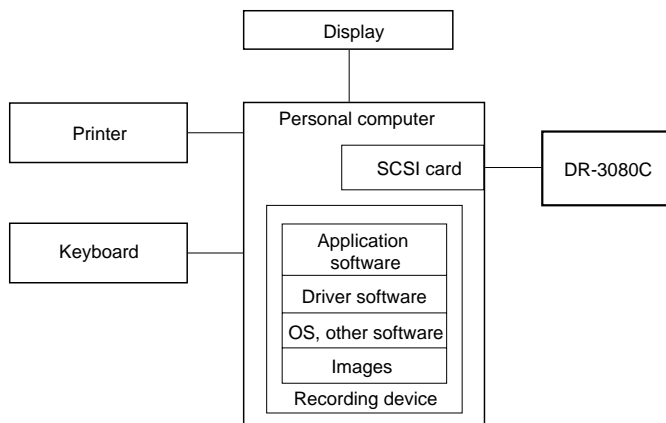 Display
Printer
Personal computer
SCSI card
DR-3080C
Keyboard
Application
software
Driver software
OS, other software
Images
Recording device